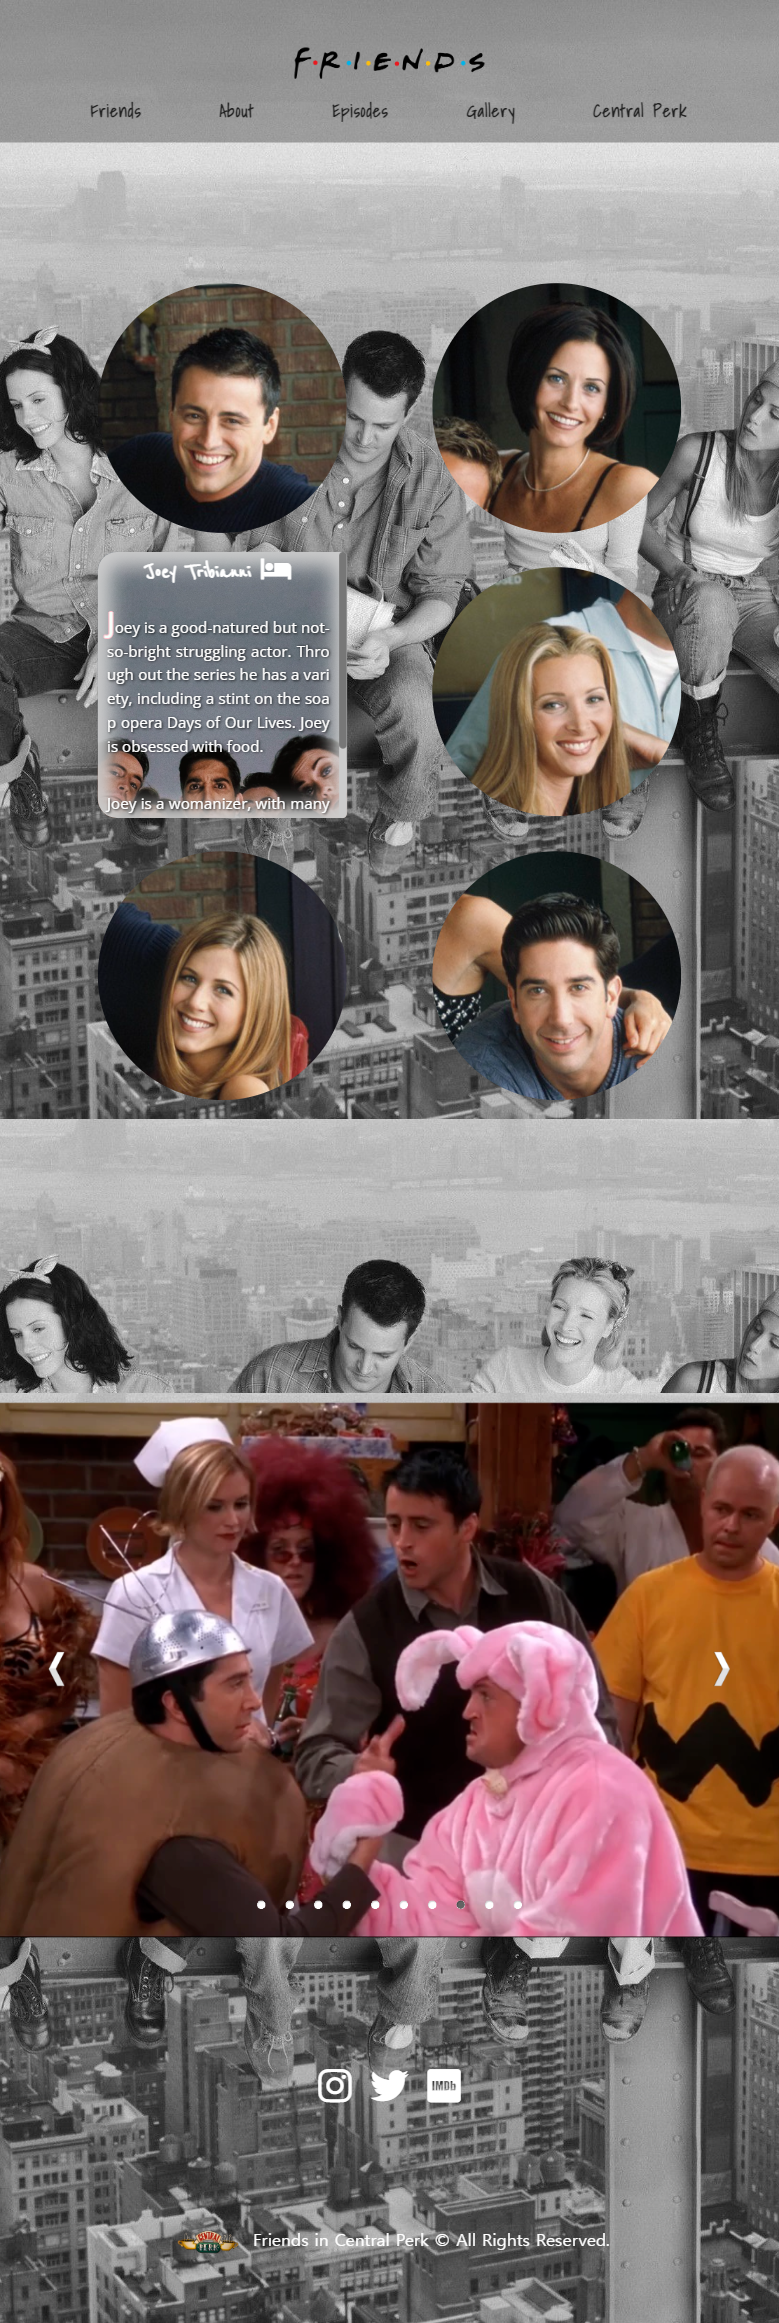 F·R·I·E·N·D·S
Friends About Episodes Gallery Central Perk
Joey Tribianni
Joey is a good-natured but not-
so-bright struggling actor. Thro
ugh out the series he has a vari
ety, including a stint on the soa
p opera Days of Our Lives. Joey
is obsessed with food.
Joey is a womanizer, with many
IMDb
CENTRAL
PERK
Friends in Central Perk © All Rights Reserved.